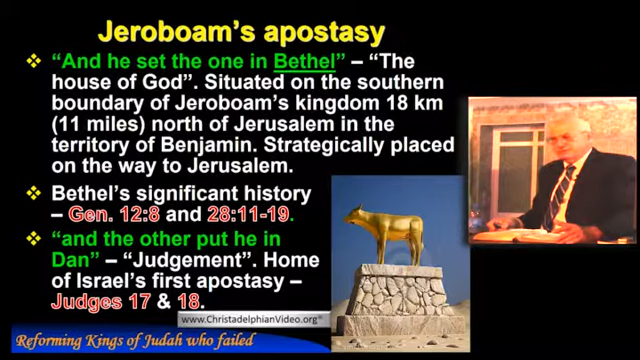 Jeroboam's apostasy
❖ "And he set the one in Bethel" – "The
house of God". Situated on the southern
boundary of Jeroboam's kingdom 18 km
(11 miles) north of Jerusalem in the
territory of Benjamin. Strategically placed
on the way to Jerusalem.
❖ Bethel's significant history
– Gen. 12:8 and 28:11-19.
❖ "and the other put he in
Dan" – "Judgement". Home
of Israel's first apostasy –
Judges 17 & 18.
www.ChristadelphianVideo.org®
Reforming Kings of Judah who failed